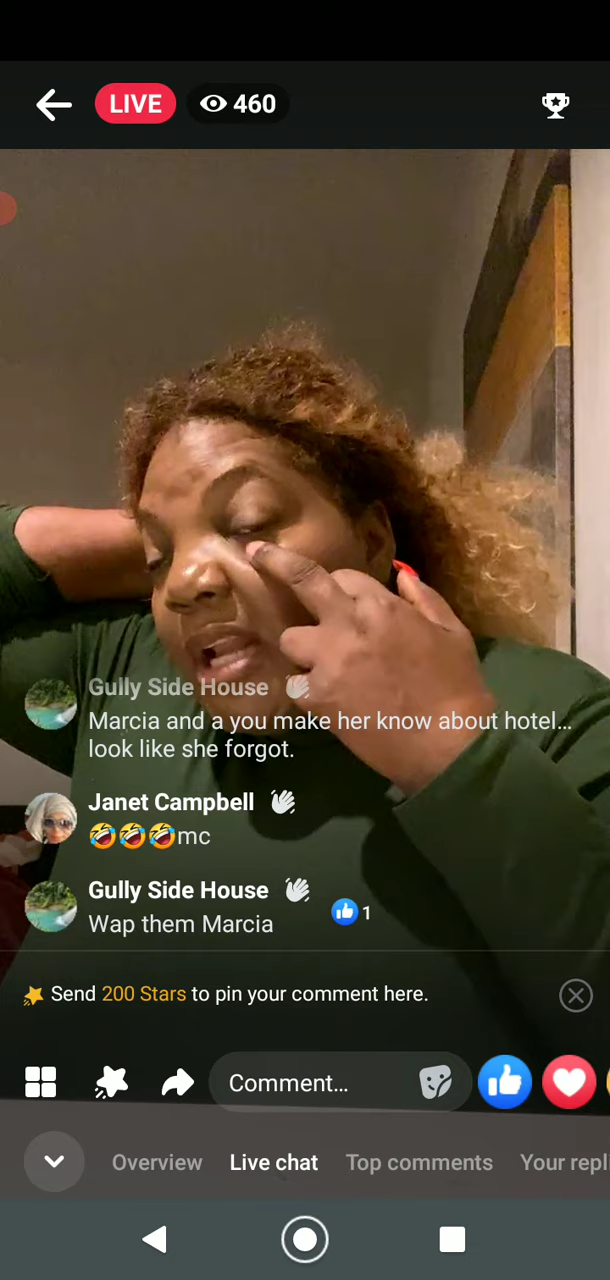 LIVE 460
Gully Side House
Marcia and a you make her know about hotel...
look like she forgot.
Janet Campbell
🤣🤣🤣mc
Gully Side House
Wap them Marcia 1
Send 200 Stars to pin your comment here.
Comment...
Overview Live chat Top comments Your repl